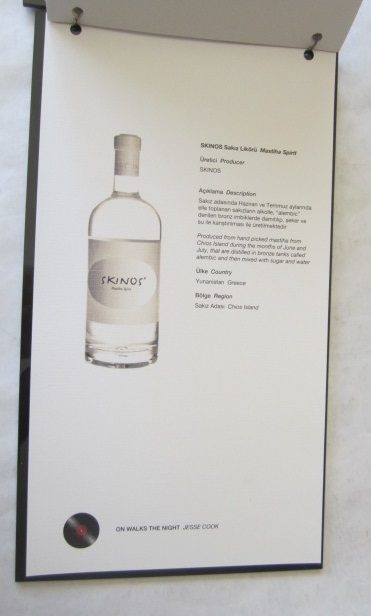 SKINOS Sakız Likörü Mastiha Spirit
Üretici Producer
SKINOS
Açıklama Description
Sakız adasında Haziran ve Temmuz aylarında
elle toplanan sakızların alkolle, "alembic"
denilen bronz imbiklerde damıtılıp, şeker ve
su ile karıştırılması ile üretilmektedir.
Produced from hand picked mastiha from
Chios Island during the months of June and
July, that are distilled in bronze tanks called
alembic and then mixed with sugar and water
Ülke Country
Yunanistan Greece
Bölge Region
Sakız Adası Chios Island
SKINOS
Mastiha Spirit
ON WALKS THE NIGHT JESSE COOK